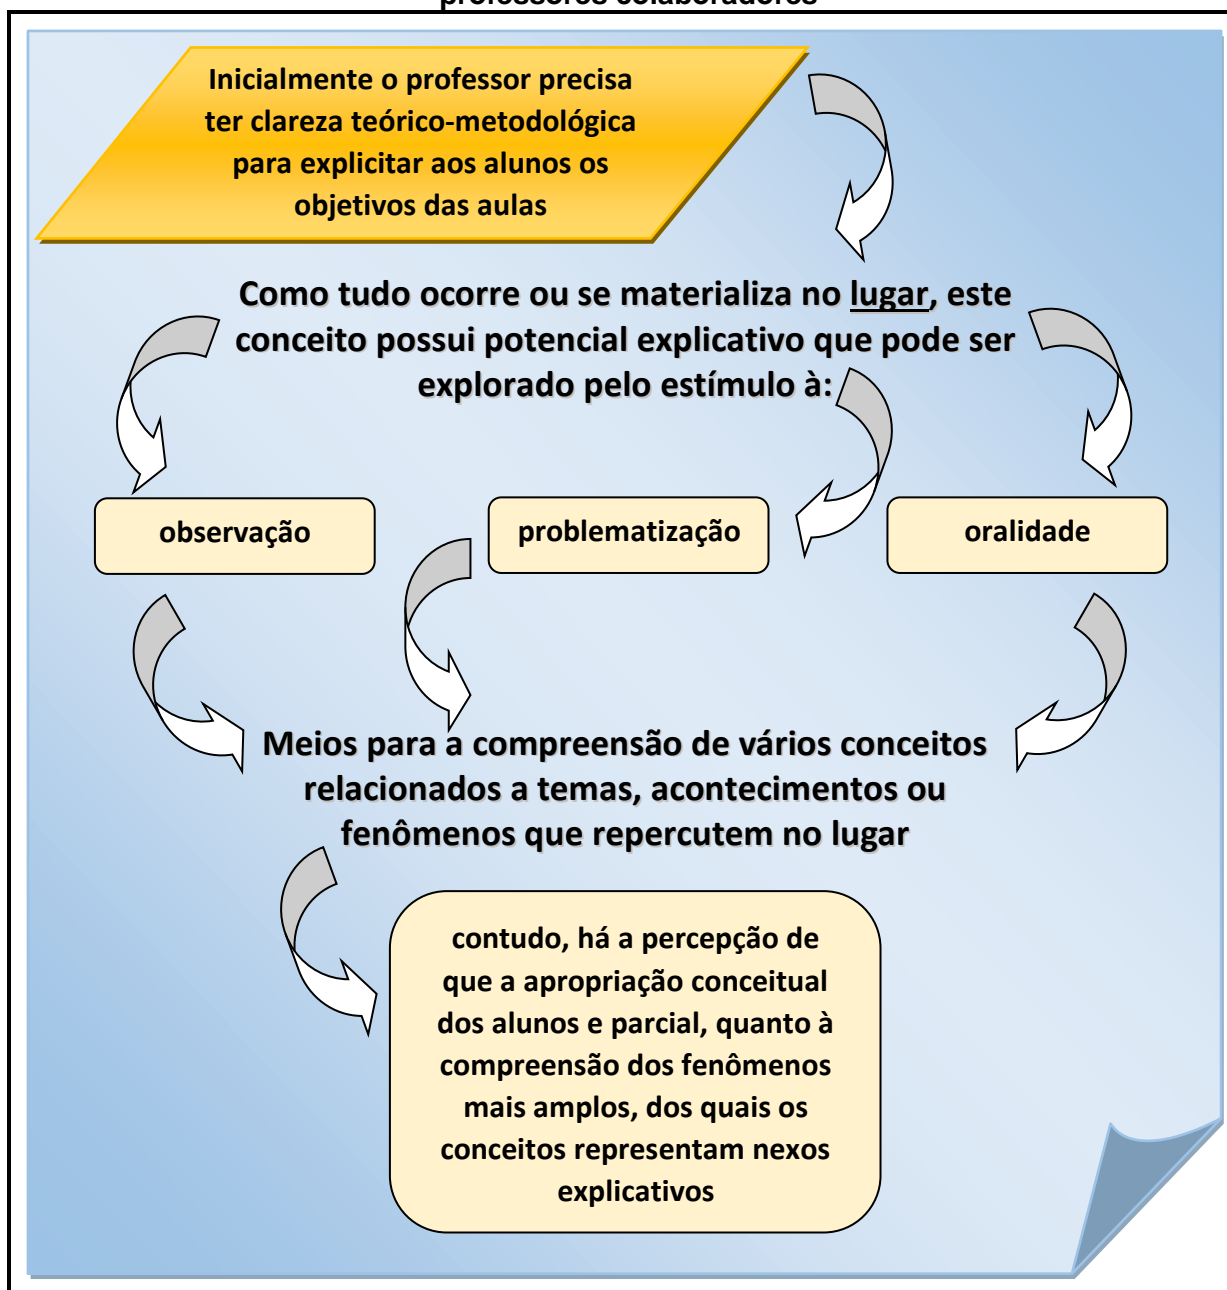 professores colaboradores
Inicialmente o professor precisa
ter clareza teórico-metodológica
para explicitar aos alunos os
objetivos das aulas
Como tudo ocorre ou se materializa no lugar, este
conceito possui potencial explicativo que pode ser
explorado pelo estímulo à:
observação
problematização
oralidade
Meios para a compreensão de vários conceitos
relacionados a temas, acontecimentos ou
fenômenos que repercutem no lugar
contudo, há a percepção de
que a apropriação conceitual
dos alunos e parcial, quanto à
compreensão dos fenômenos
mais amplos, dos quais os
conceitos representam nexos
explicativos